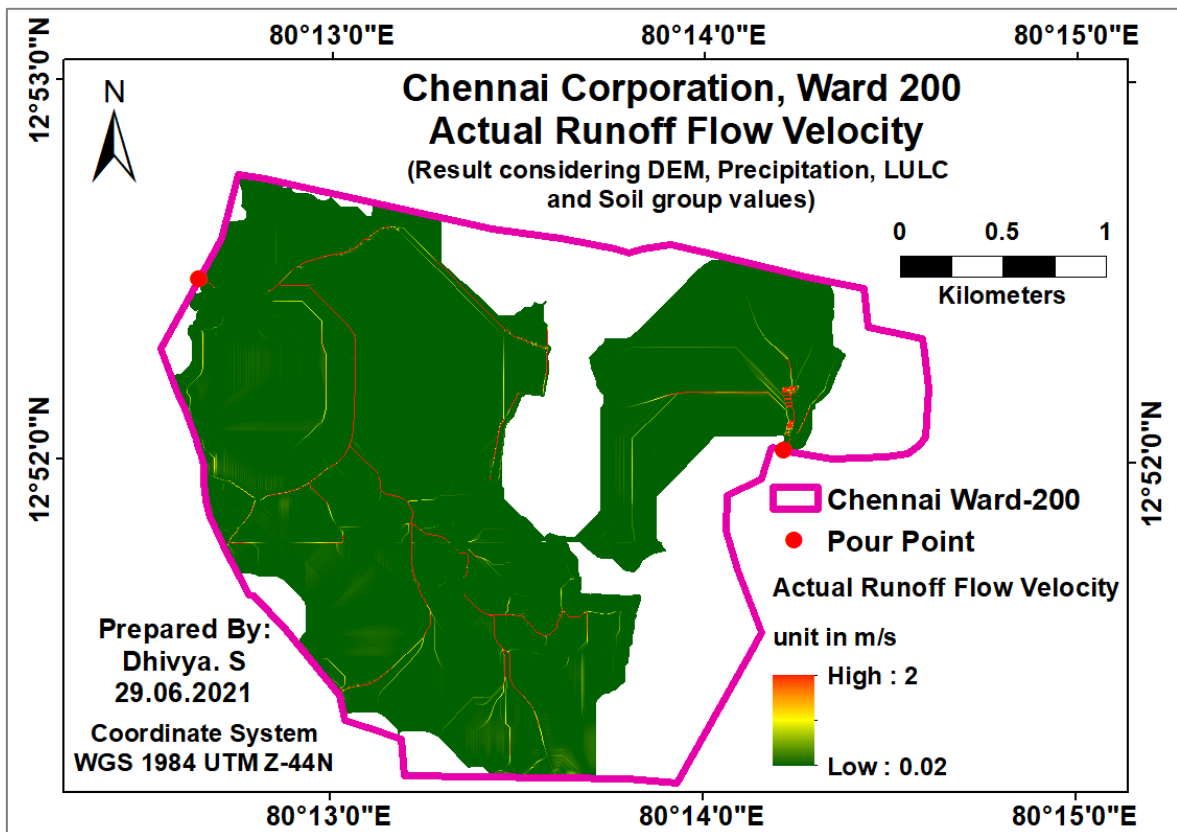 80°13'0"E 80°14'0"E 80°15'0"E
12°53'0"N
N
Chennai Corporation, Ward 200
Actual Runoff Flow Velocity
(Result considering DEM, Precipitation, LULC
and Soil group values)
0 0.5 1
Kilometers
12°52'0"N
12°52'0"N
Chennai Ward-200
Pour Point
Actual Runoff Flow Velocity
unit in m/s
High : 2
Low : 0.02
Prepared By:
Dhivya. S
29.06.2021
Coordinate System
WGS 1984 UTM Z-44N
80°13'0"E 80°14'0"E 80°15'0"E